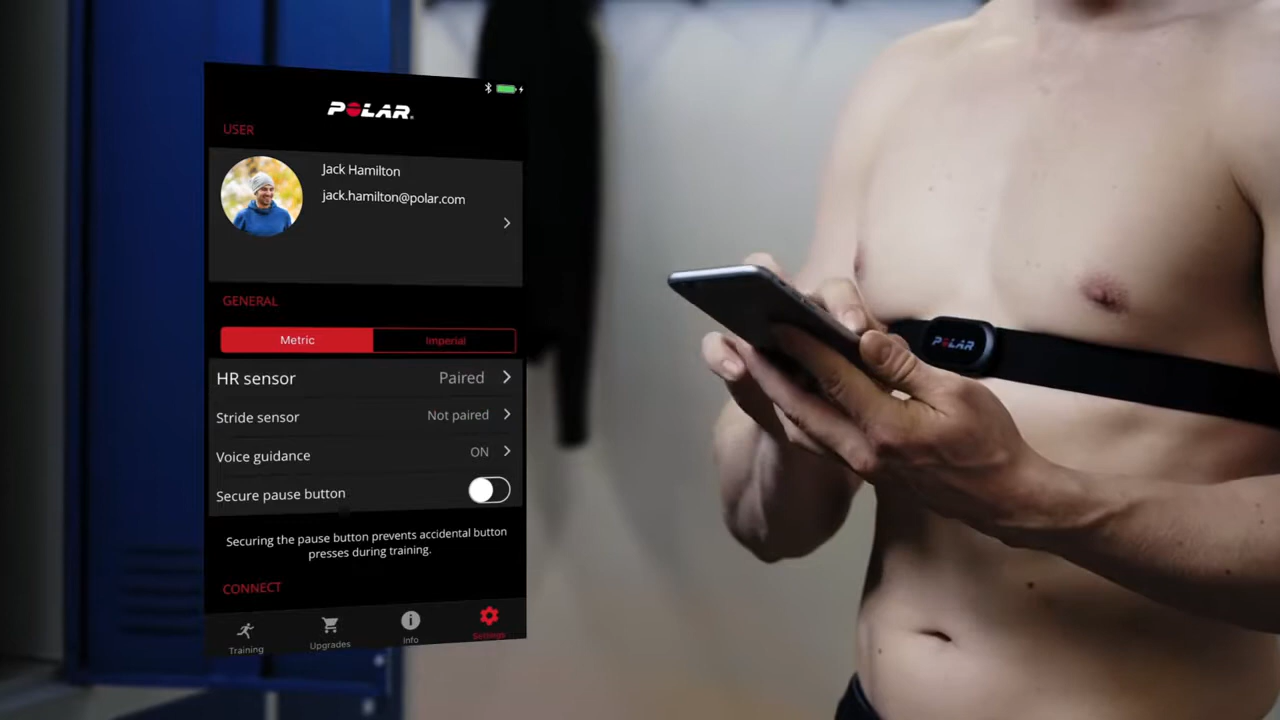 POLAR
USER
Jack Hamilton
jack.hamilton@polar.com
GENERAL
Metric Imperial
HR sensor Paired
Stride sensor Not paired
Voice guidance ON
Secure pause button
Securing the pause button prevents accidental button
presses during training.
CONNECT
Training Upgrades Info Settings
POLAR